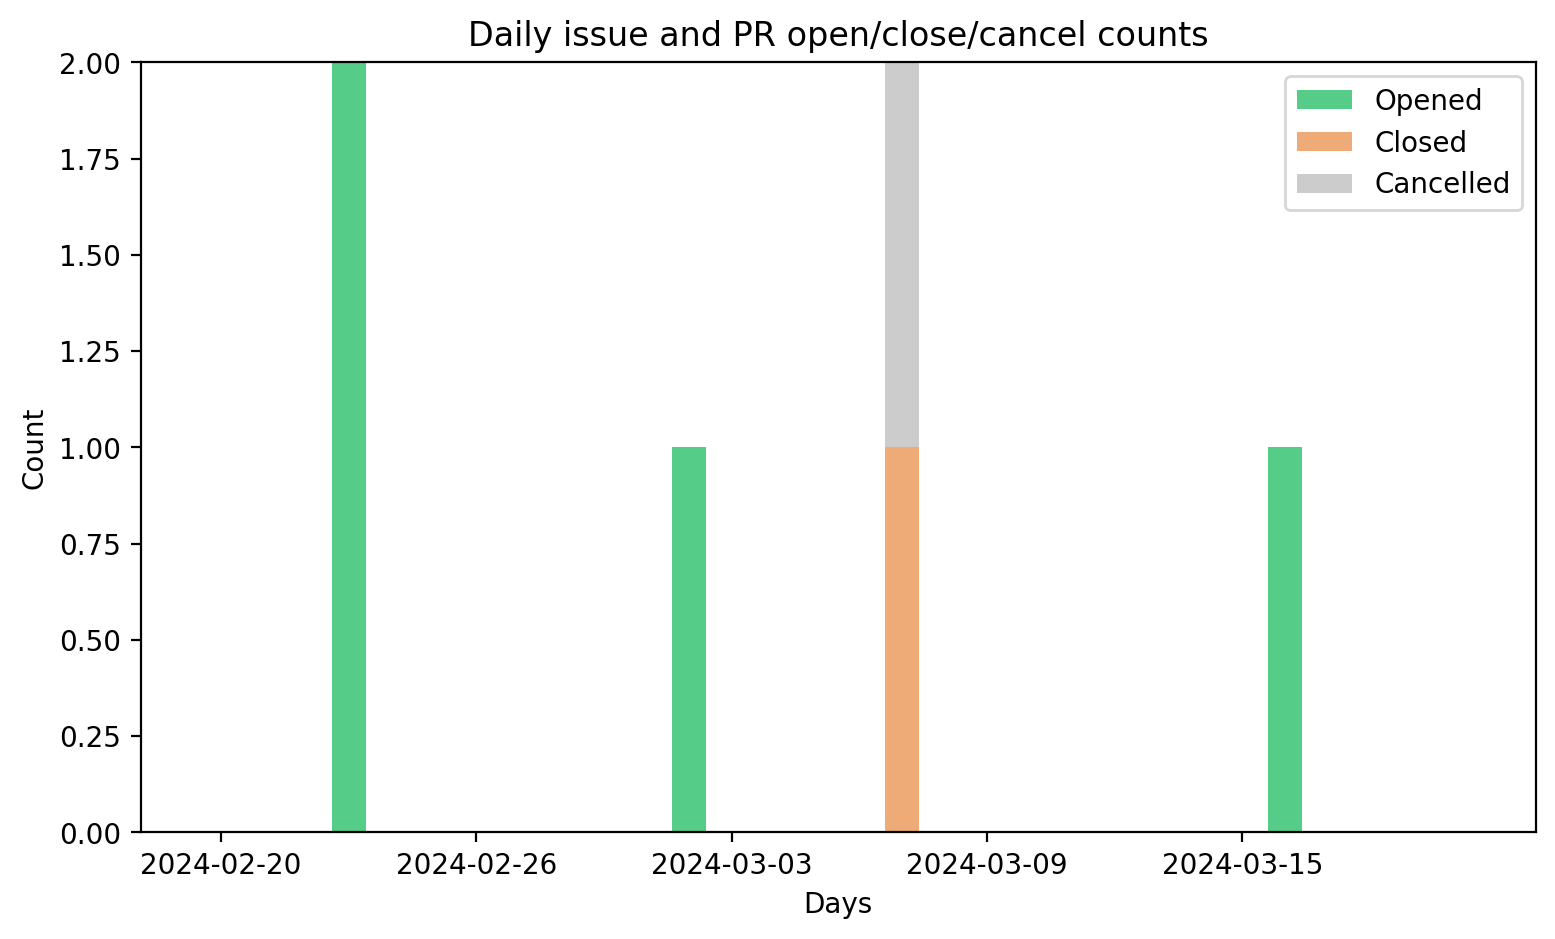 Daily issue and PR open/close/cancel counts
2.00
1.75
1.50
1.25
1.00
0.75
0.50
0.25
0.00
Count
Opened
Closed
Cancelled
2024-02-20 2024-02-26 2024-03-03 2024-03-09 2024-03-15
Days